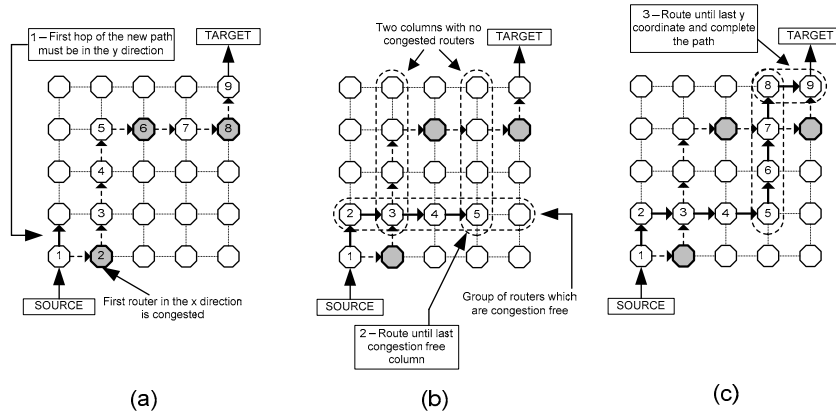 1 – First hop of the new path
must be in the y direction
TARGET
9
5
6
7
8
4
3
1
2
First router in the x direction
is congested
SOURCE
(a)
Two columns with no
congested routers
TARGET
2
3
4
5
1
SOURCE
Group of routers which
are congestion free
2 – Route until last
congestion free
column
(b)
3 – Route until last y
coordinate and complete
the path
TARGET
8
9
7
6
2
3
4
5
1
SOURCE
(c)